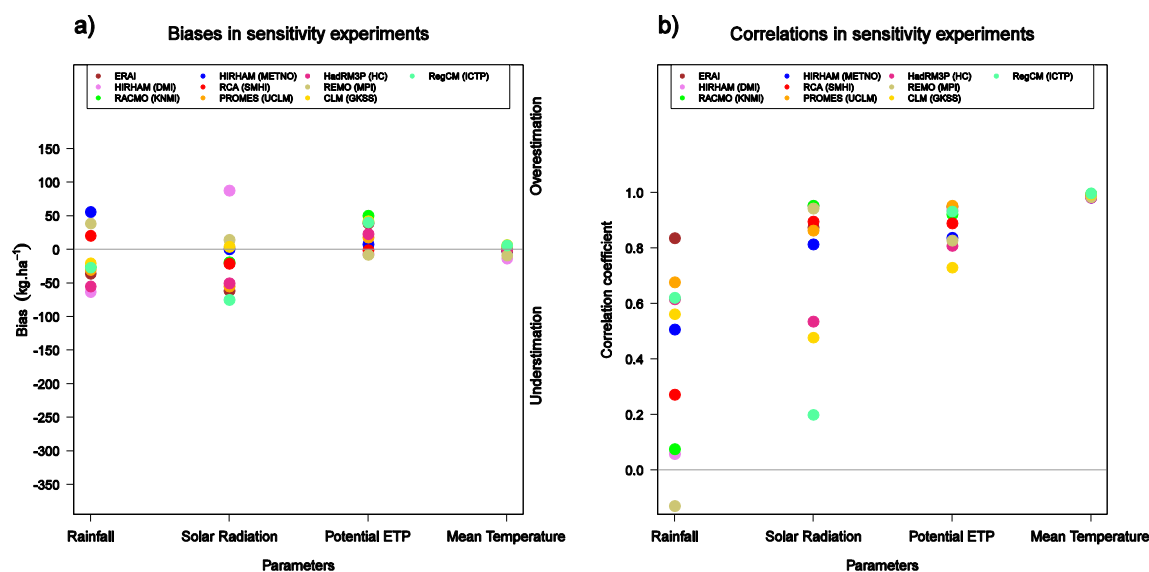 a)
Biases in sensitivity experiments
ERAI
HIRHAM (DMI)
RACMO (KNMI)
HIRHAM (METNO)
RCA (SMHI)
PROMES (UCLM)
HadRM3P (HC)
REMO (MPI)
CLM (GKSS)
RegCM (ICTP)
150
100
50
0
-50
-100
-150
-200
-250
-300
-350
Bias (kg.ha⁻¹)
Overestimation
Understimation
Rainfall
Solar Radiation
Potential ETP
Mean Temperature
Parameters
b)
Correlations in sensitivity experiments
ERAI
HIRHAM (DMI)
RACMO (KNMI)
HIRHAM (METNO)
RCA (SMHI)
PROMES (UCLM)
HadRM3P (HC)
REMO (MPI)
CLM (GKSS)
RegCM (ICTP)
1.0
0.8
0.6
0.4
0.2
0.0
Correlation coefficient
Rainfall
Solar Radiation
Potential ETP
Mean Temperature
Parameters